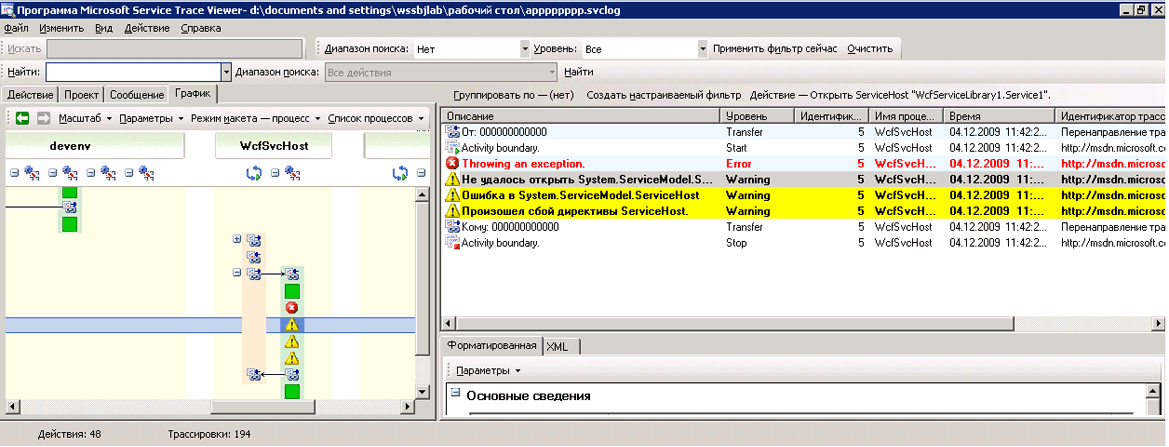 Программа Microsoft Service Trace Viewer- d:\documents and settings\wssbjlab\рабочий стол\appppppppp.svclog
Файл Изменить Вид Действие Справка
Искать Диапазон поиска: Нет Уровень: Все Применить фильтр сейчас Очистить
Найти: Диапазон поиска: Все действия Найти
Действие Проект Сообщение График
Группировать по — (нет) Создать настраиваемый фильтр Действие — Открыть ServiceHost "WcfServiceLibrary1.Service1".
Масштаб Параметры Режим макета — процесс Список процессов
devenv WcfSvcHost
Описание Уровень Идентифик... Имя проце... Время Идентификатор трасс
От: 000000000000 Transfer 5 WcfSvcHost 04.12.2009 11:42:2... Перенаправление тра
Activity boundary. Start 5 WcfSvcHost 04.12.2009 11:42:2... http://msdn.microsoft.c
Throwing an exception. Error 5 WcfSvcH... 04.12.2009 11:... http://msdn.microso
Не удалось открыть System.ServiceModel.S... Warning 5 WcfSvcH... 04.12.2009 11:... http://msdn.microso
Ошибка в System.ServiceModel.ServiceHost Warning 5 WcfSvcH... 04.12.2009 11:... http://msdn.microso
Произошел сбой директивы ServiceHost. Warning 5 WcfSvcH... 04.12.2009 11:... http://msdn.microso
Кому: 000000000000 Transfer 5 WcfSvcHost 04.12.2009 11:42:2... Перенаправление тра
Activity boundary. Stop 5 WcfSvcHost 04.12.2009 11:42:2... http://msdn.microsoft.c
Форматированная XML
Параметры
Основные сведения
Действия: 48 Трассировки: 194